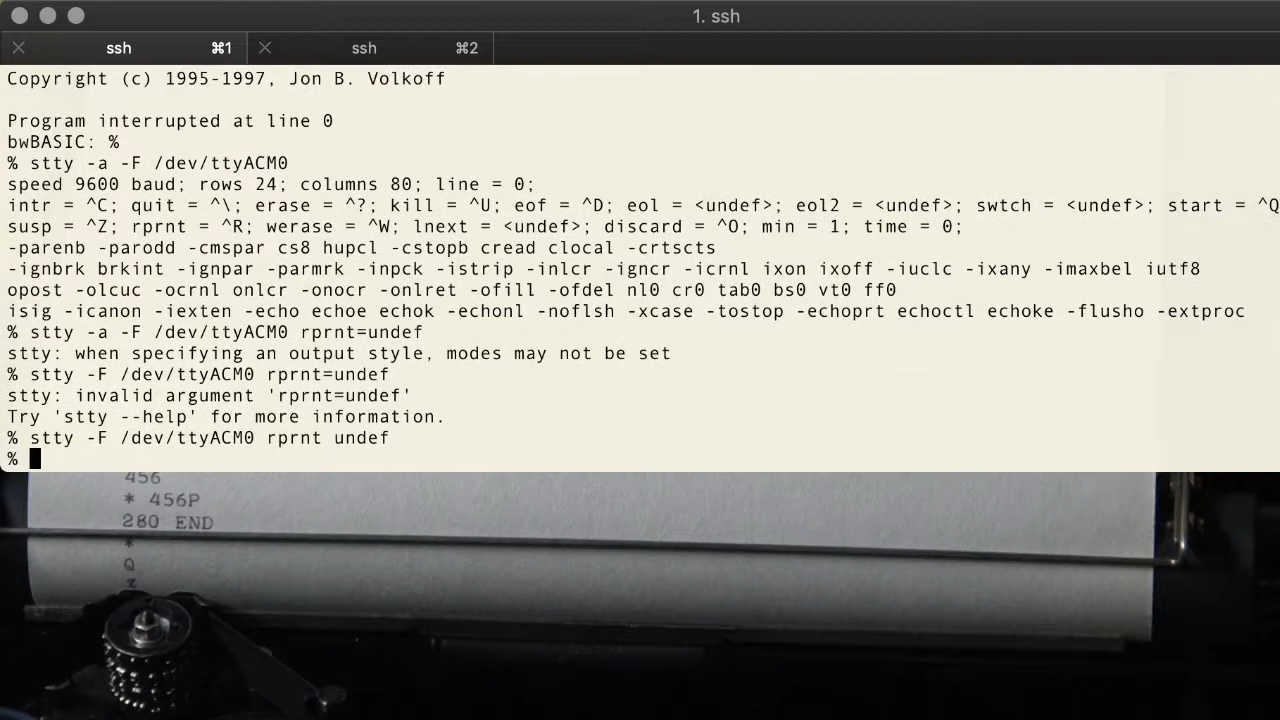 1. ssh
ssh ⌘1 ssh ⌘2
Copyright (c) 1995-1997, Jon B. Volkoff
Program interrupted at line 0
bwBASIC: %
% stty -a -F /dev/ttyACM0
speed 9600 baud; rows 24; columns 80; line = 0;
intr = ^C; quit = ^\; erase = ^?; kill = ^U; eof = ^D; eol = <undef>; eol2 = <undef>; swtch = <undef>; start = ^Q
susp = ^Z; rprnt = ^R; werase = ^W; lnext = <undef>; discard = ^O; min = 1; time = 0;
-parenb -parodd -cmspar cs8 hupcl -cstopb cread clocal -crtscts
-ignbrk brkint -ignpar -parmrk -inpck -istrip -inlcr -igncr -icrnl ixon ixoff -iuclc -ixany -imaxbel iutf8
opost -olcuc -ocrnl onlcr -onocr -onlret -ofill -ofdel nl0 cr0 tab0 bs0 vt0 ff0
isig -icanon -iexten -echo echoe echok -echonl -noflsh -xcase -tostop -echoprt echoctl echoke -flusho -extproc
% stty -a -F /dev/ttyACM0 rprnt=undef
stty: when specifying an output style, modes may not be set
% stty -F /dev/ttyACM0 rprnt=undef
stty: invalid argument 'rprnt=undef'
Try 'stty --help' for more information.
% stty -F /dev/ttyACM0 rprnt undef
%
456
* 456P
280 END
*
Q